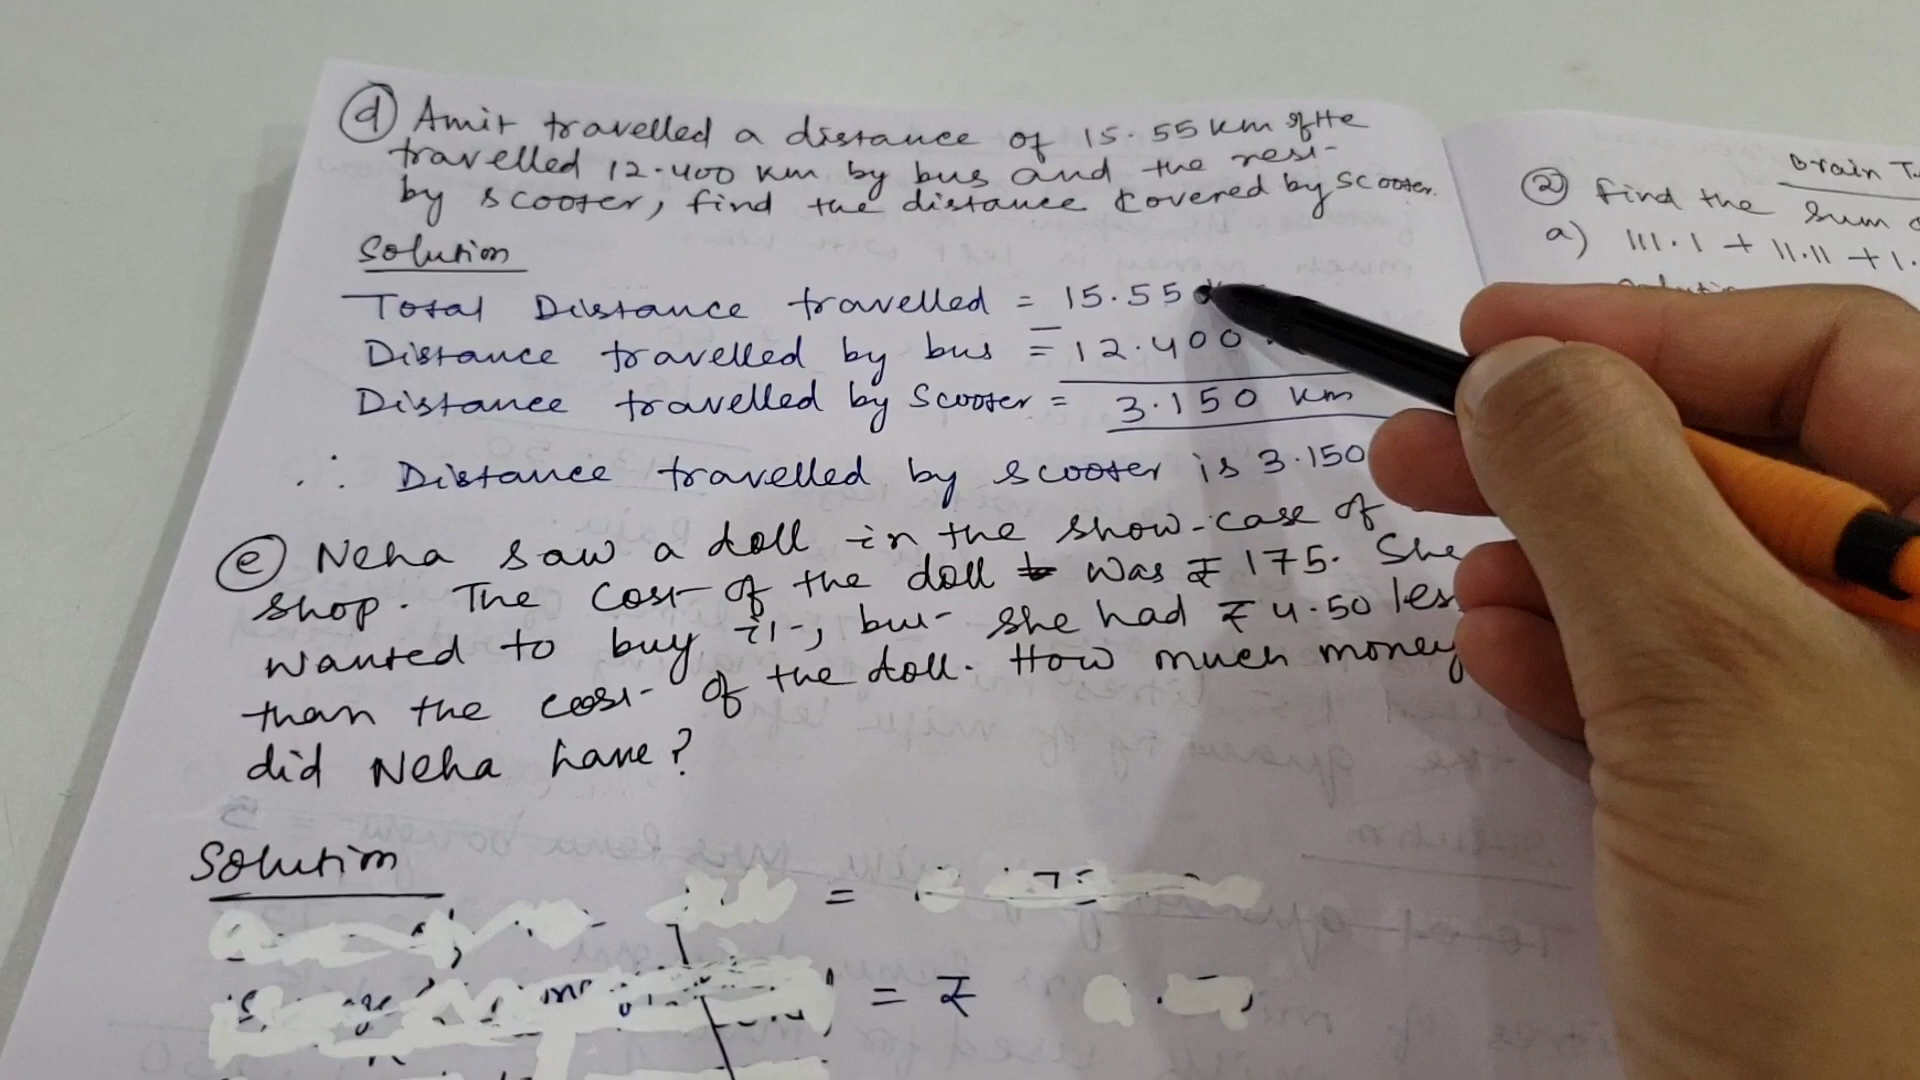 (d) Amit travelled a distance of 15.55 km If He
travelled 12.400 km by bus and the rest
by scooter, find the distance covered by scooter.
Solution
Total Distance travelled = 15.55
Distance travelled by bus = 12.400
Distance travelled by Scooter = 3.150 km
∴ Distance travelled by scooter is 3.150
(e) Neha saw a doll in the show-case of
shop. The cost of the doll was ₹ 175. She
wanted to buy it, but she had ₹ 4.50
than the cost of the doll. How much money
did Neha have?
Solution
=
= ₹
Brain
(2) find the sum
a) 111.1 + 11.11 + 1.